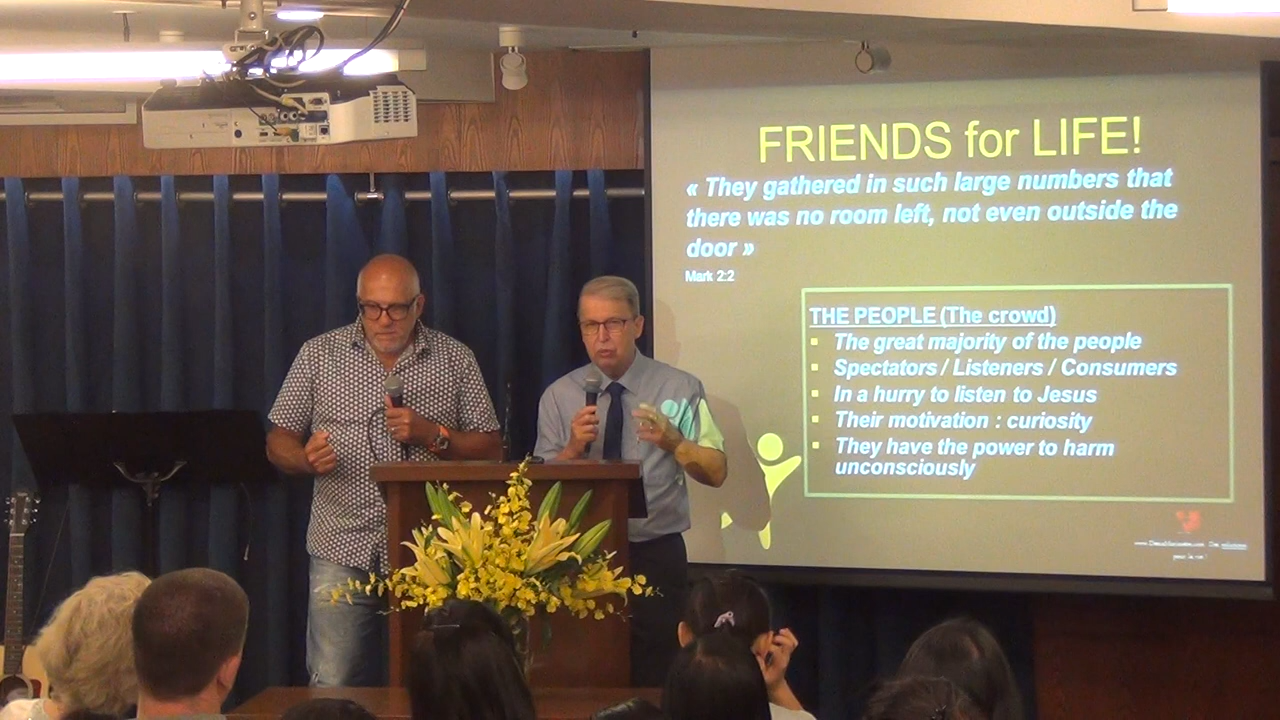 FRIENDS for LIFE!
« They gathered in such large numbers that
there was no room left, not even outside the
door »
Mark 2:2
THE PEOPLE (The crowd)
The great majority of the people
Spectators / Listeners / Consumers
In a hurry to listen to Jesus
Their motivation : curiosity
They have the power to harm
unconsciously